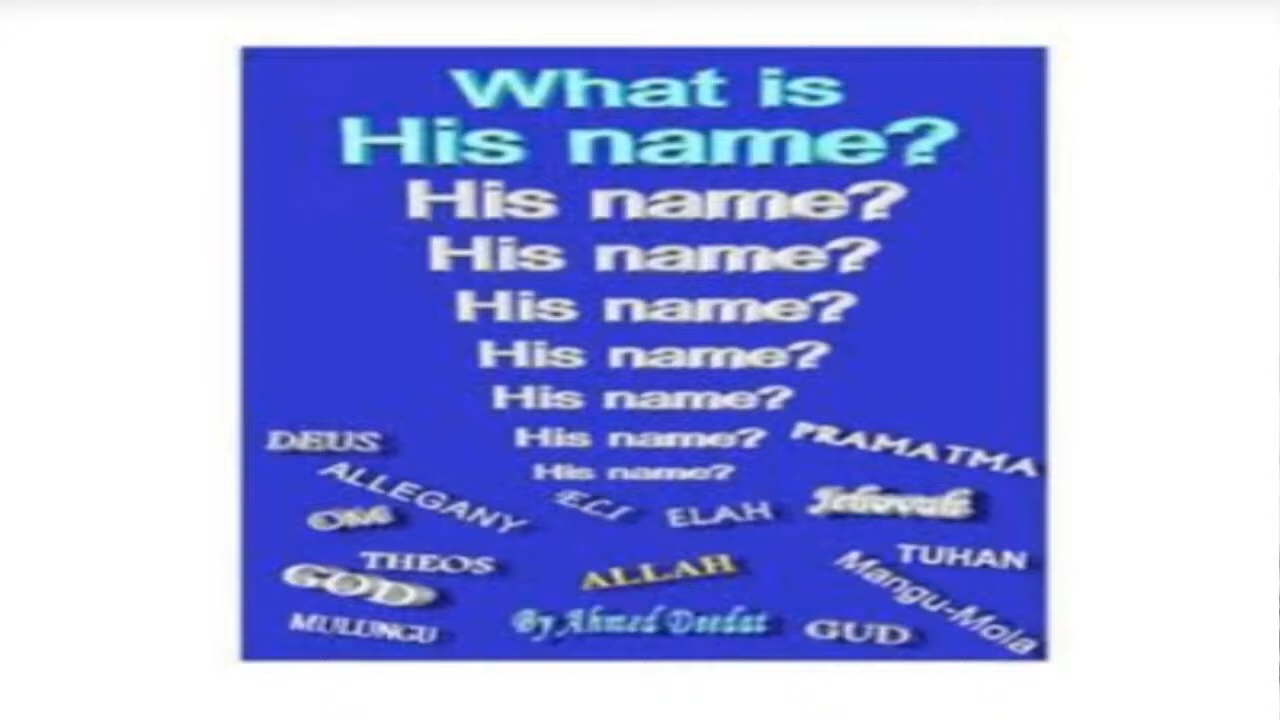 What is
His name?
His name?
His name?
His name?
His name?
His name?
His name?
His name?
DEUS
PRAMATMA
ALLEGANY
ELI
ELAH
Jehovah
OM
THEOS
ALLAH
TUHAN
GOD
Mangu-Mola
MULUNGU
By Ahmed Deedat
GUD